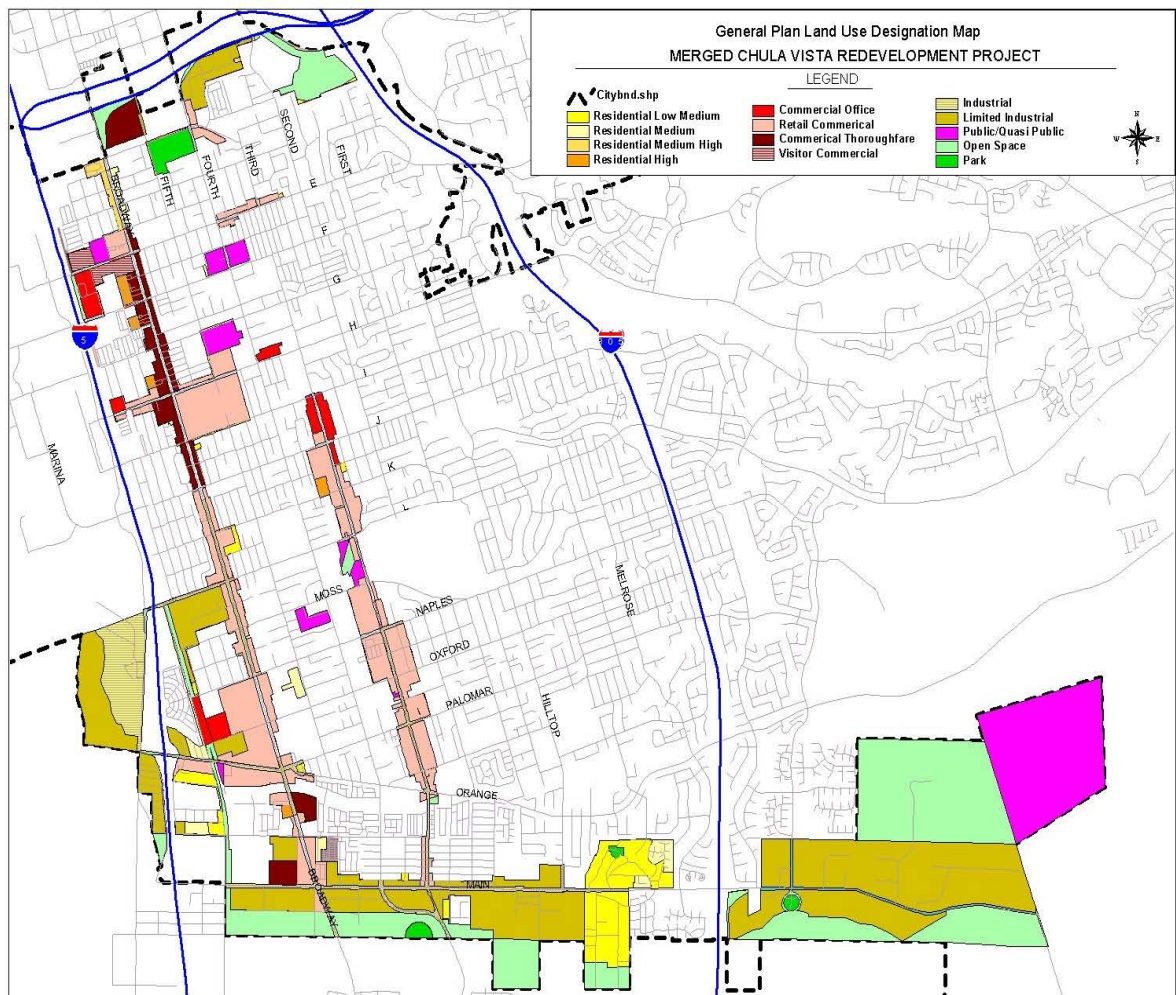 General Plan Land Use Designation Map
MERGED CHULA VISTA REDEVELOPMENT PROJECT
LEGEND
Citybnd.shp
Residential Low Medium
Residential Medium
Residential Medium High
Residential High
Commercial Office
Retail Commerical
Commerical Thoroughfare
Visitor Commercial
Industrial
Limited Industrial
Public/Quasi Public
Open Space
Park
N
W E
S
SECOND
FIRST
THIRD
FOURTH
FIFTH
BROADWAY
E
F
G
H
I
J
K
L
5
805
MARINA
MOSS
NAPLES
OXFORD
PALOMAR
MELROSE
HILLTOP
ORANGE
MAIN
BROADWAY